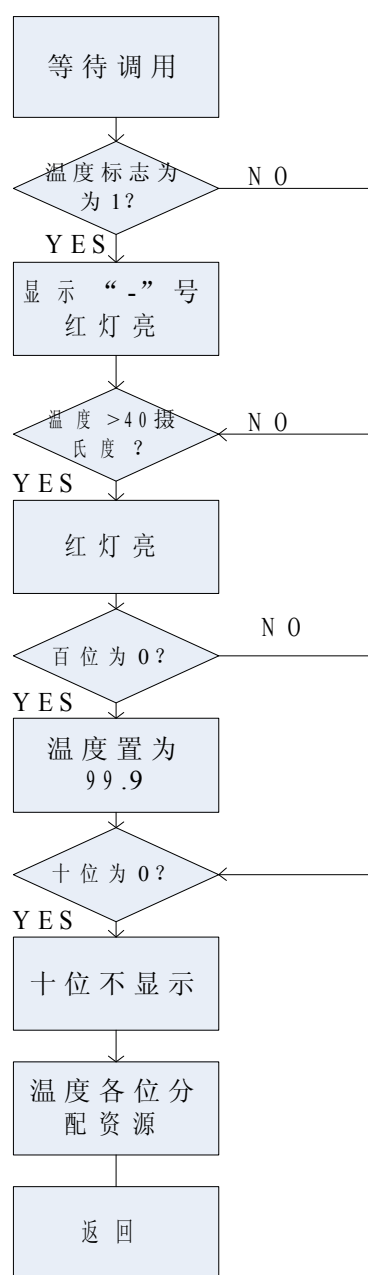 等待调用
温度标志为
为1?
NO
YES
显示“-”号
红灯亮
温度>40摄
氏度?
NO
YES
红灯亮
NO
百位为0?
YES
温度置为
99.9
十位为0?
YES
十位不显示
温度各位分
配资源
返回